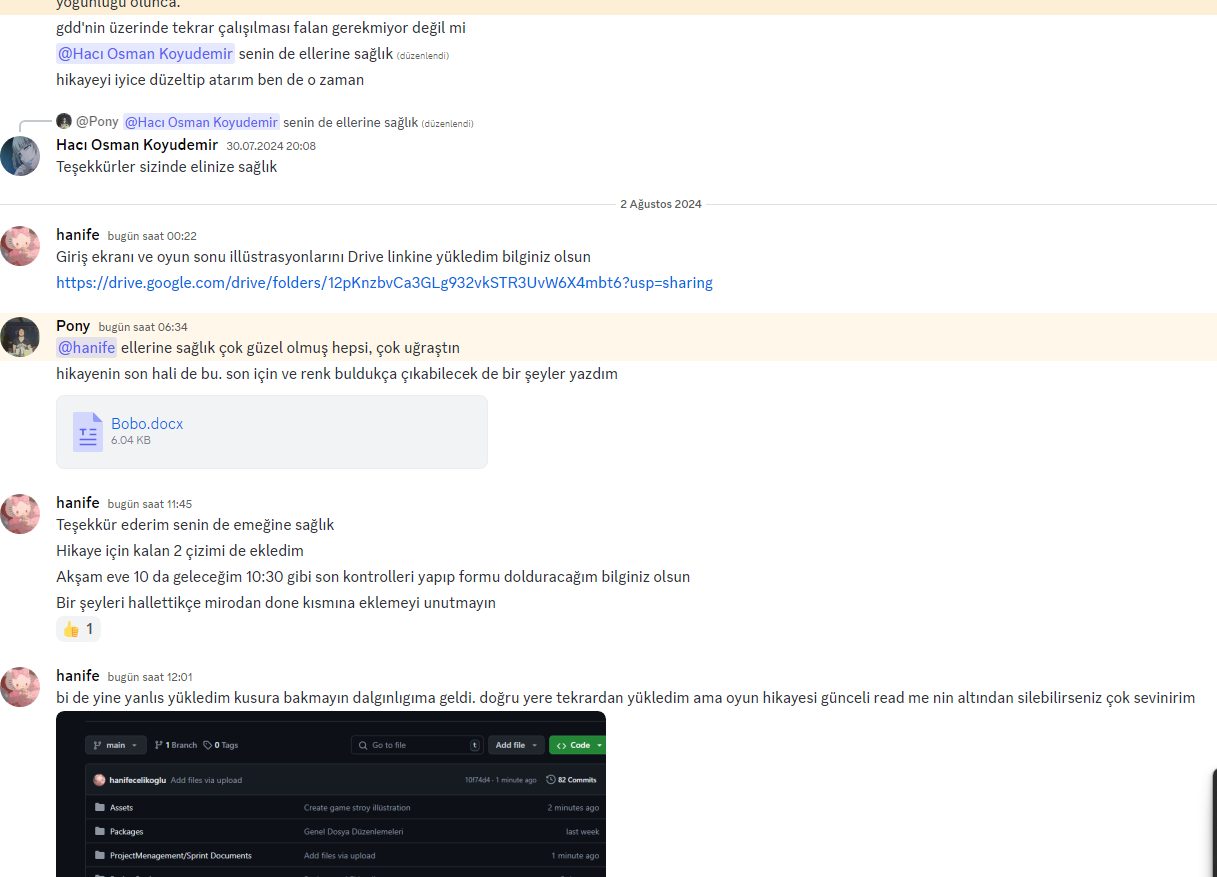 yoğunluğu olunca.
gdd'nin üzerinde tekrar çalışılması falan gerekmiyor değil mi
@Hacı Osman Koyudemir senin de ellerine sağlık (düzenlendi)
hikayeyi iyice düzeltip atarım ben de o zaman
@Pony @Hacı Osman Koyudemir senin de ellerine sağlık (düzenlendi)
Hacı Osman Koyudemir 30.07.2024 20:08
Teşekkürler sizinde elinize sağlık
2 Ağustos 2024
hanife bugün saat 00:22
Giriş ekranı ve oyun sonu illüstrasyonlarını Drive linkine yükledim bilginiz olsun
https://drive.google.com/drive/folders/12pKnzbvCa3GLg932vkSTR3UvW6X4mbt6?usp=sharing
Pony bugün saat 06:34
@hanife ellerine sağlık çok güzel olmuş hepsi, çok uğraştın
hikayenin son hali de bu. son için ve renk buldukça çıkabilecek de bir şeyler yazdım
Bobo.docx
6.04 KB
hanife bugün saat 11:45
Teşekkür ederim senin de emeğine sağlık
Hikaye için kalan 2 çizimi de ekledim
Akşam eve 10 da geleceğim 10:30 gibi son kontrolleri yapıp formu dolduracağım bilginiz olsun
Bir şeyleri hallettikçe mirodan done kısmına eklemeyi unutmayın
👍 1
hanife bugün saat 12:01
bi de yine yanlıs yükledim kusura bakmayın dalgınlıgıma geldi. doğru yere tekrardan yükledim ama oyun hikayesi günceli read me nin altından silebilirseniz çok sevinirim
main 1 Branch 0 Tags Go to file t Add file Code
hanifecelikoglu Add files via upload 10f74d4 · 1 minute ago 82 Commits
Assets Create game stroy illüstration 2 minutes ago
Packages Genel Dosya Düzenlemeleri last week
ProjectMenagement/Sprint Documents Add files via upload 1 minute ago